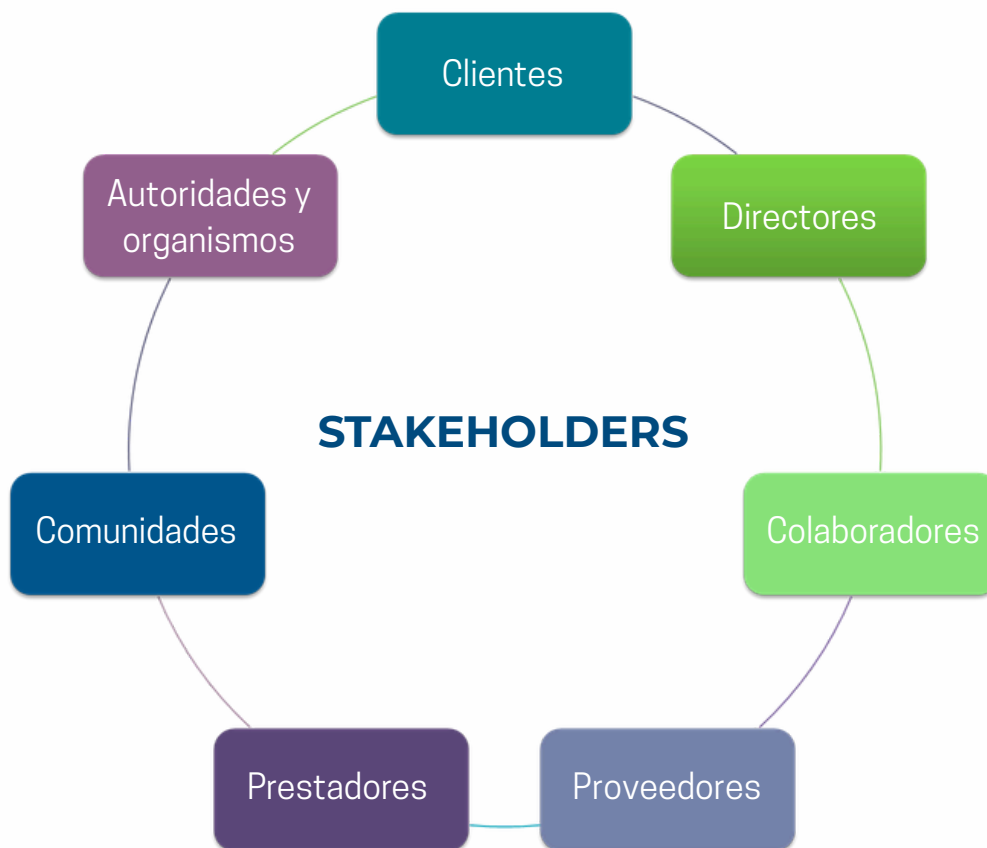 Clientes
Autoridades y
organismos
Directores
STAKEHOLDERS
Comunidades
Colaboradores
Prestadores
Proveedores